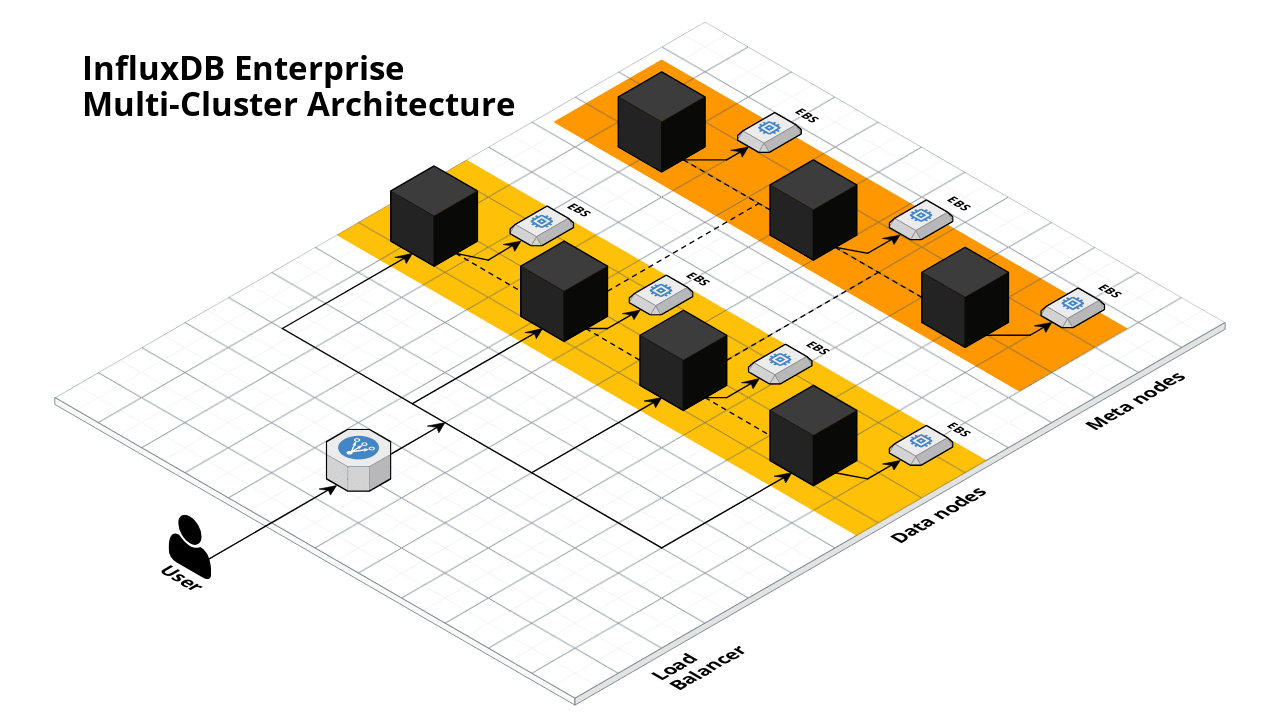 InfluxDB Enterprise
Multi-Cluster Architecture
EBS
EBS
EBS
EBS
EBS
EBS
EBS
Meta nodes
Data nodes
User
Load
Balancer